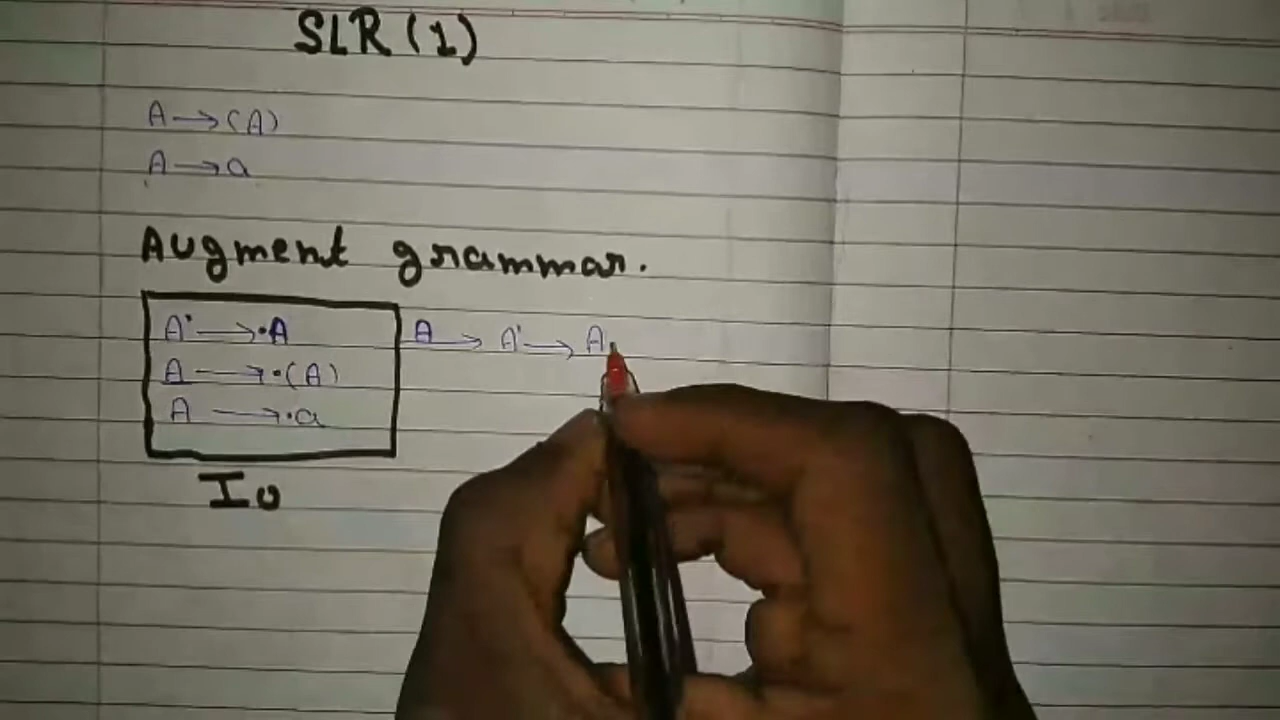 SLR(1)
A → (A)
A → a
Augment grammar.
A' → •A A → A' → A.
A → •(A)
A → •a
I0